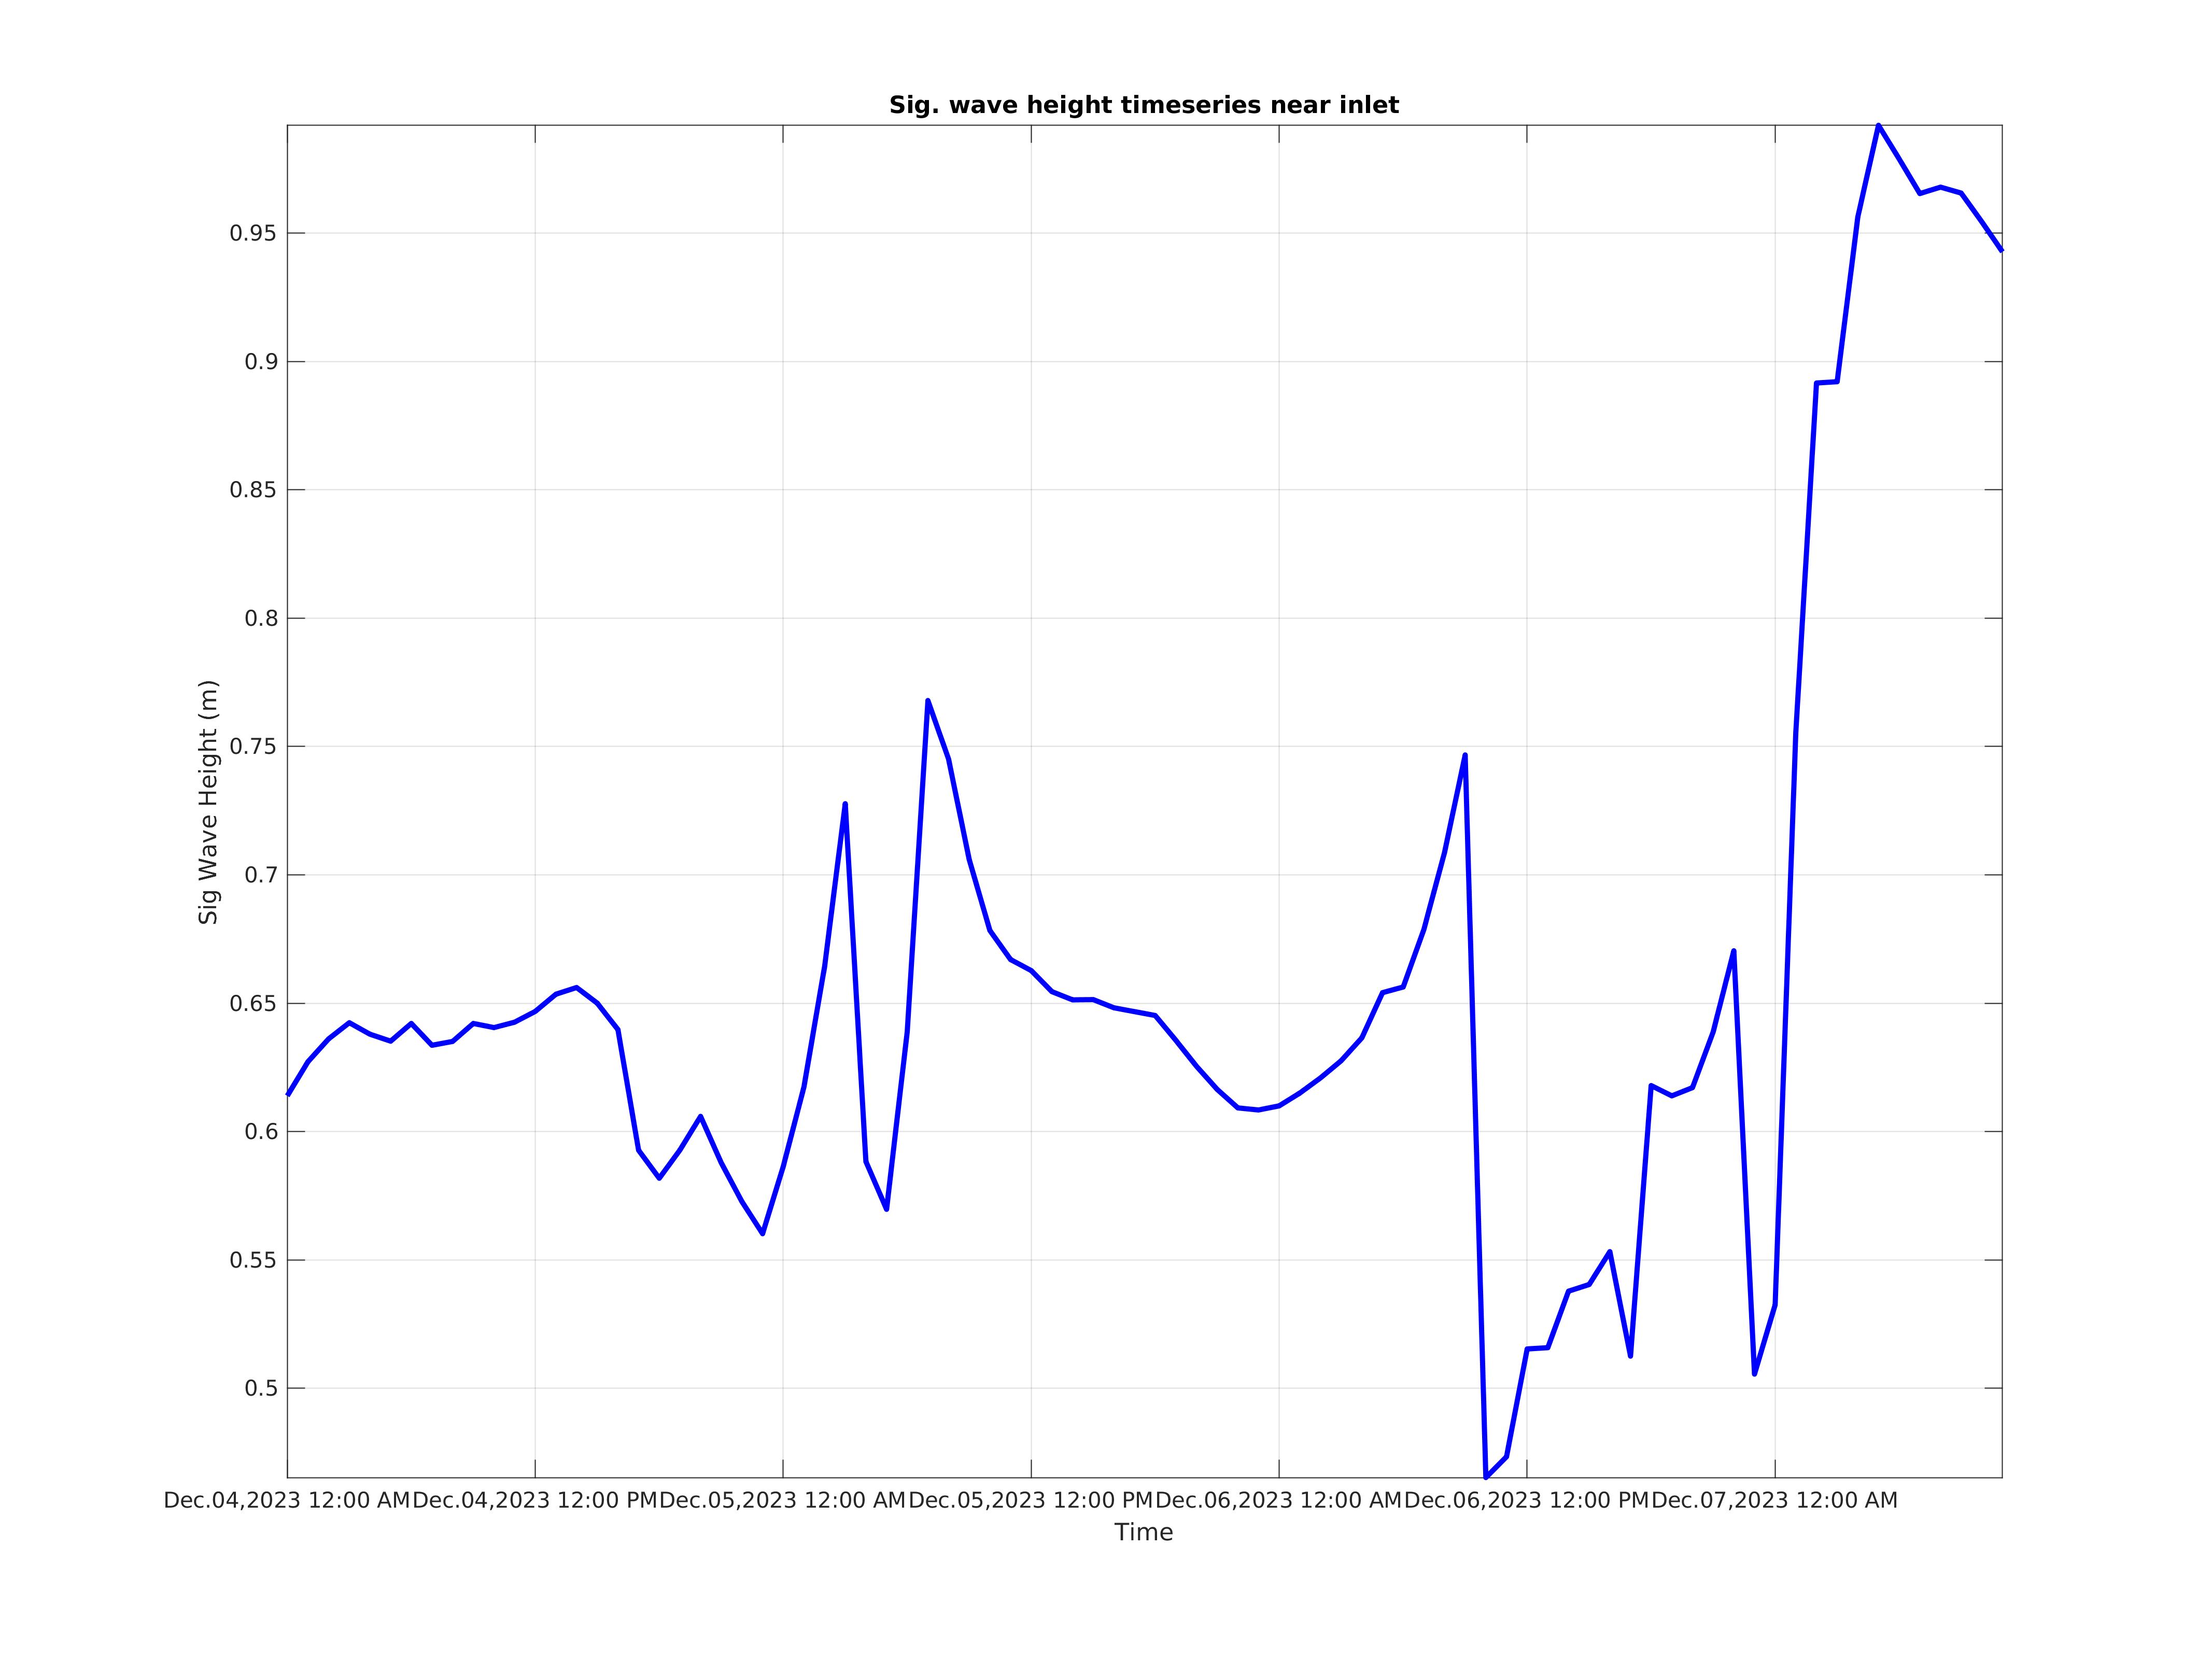 Sig. wave height timeseries near inlet
0.95
0.9
0.85
0.8
0.75
0.7
0.65
0.6
0.55
0.5
Sig Wave Height (m)
Dec.04,2023 12:00 AM Dec.04,2023 12:00 PM Dec.05,2023 12:00 AM Dec.05,2023 12:00 PM Dec.06,2023 12:00 AM Dec.06,2023 12:00 PM Dec.07,2023 12:00 AM
Time